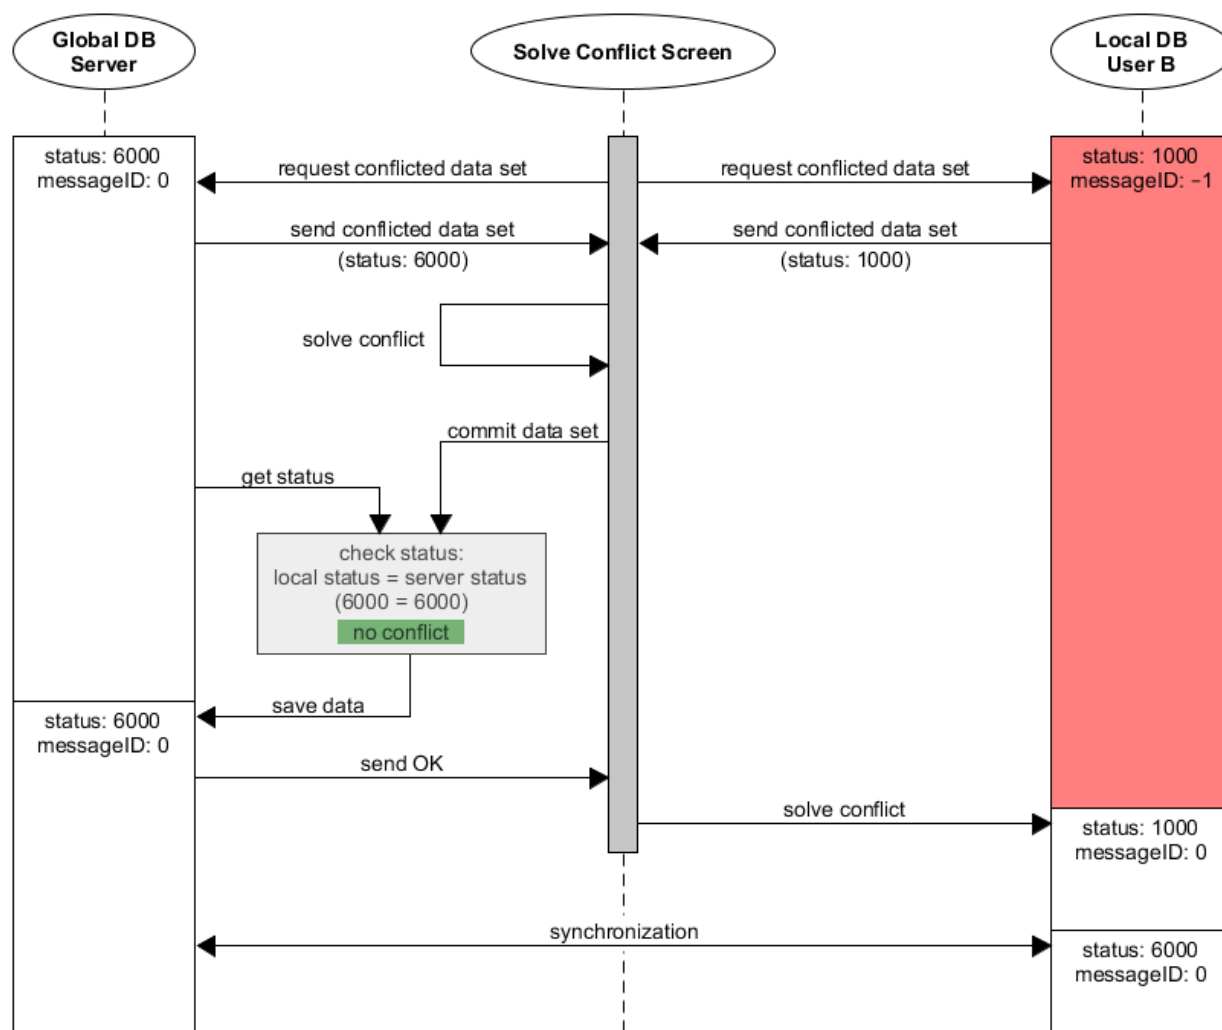 Global DB
Server
Solve Conflict Screen
Local DB
User B
status: 6000
messageID: 0
request conflicted data set
request conflicted data set
status: 1000
messageID: −1
send conflicted data set
(status: 6000)
send conflicted data set
(status: 1000)
solve conflict
commit data set
get status
check status:
local status = server status
(6000 = 6000)
no conflict
save data
status: 6000
messageID: 0
send OK
solve conflict
status: 1000
messageID: 0
synchronization
status: 6000
messageID: 0